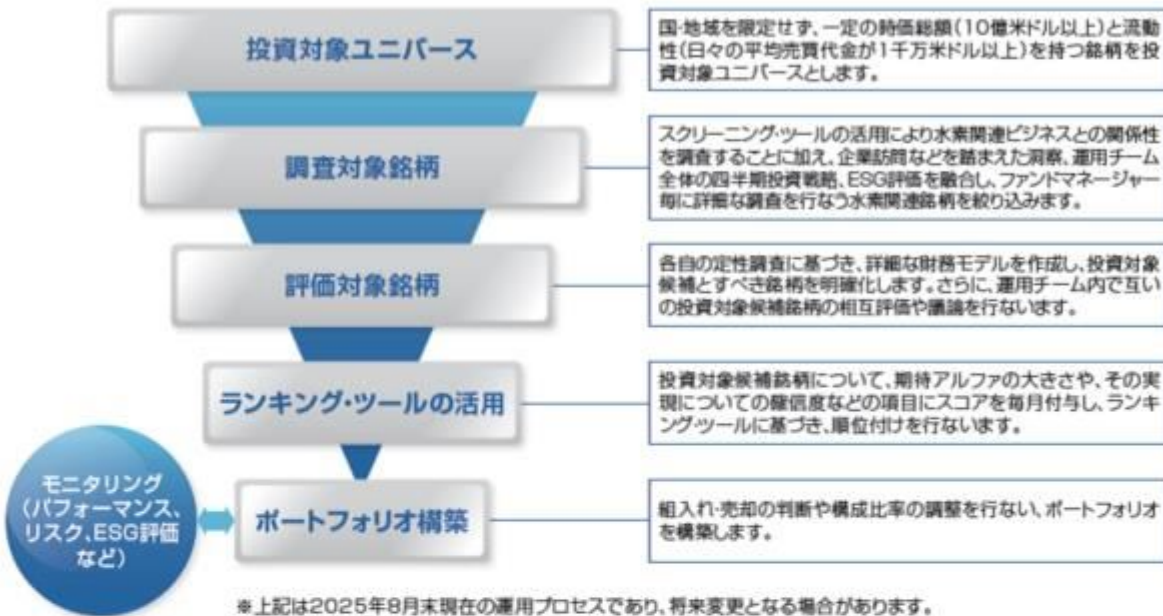 投資対象ユニバース
国・地域を限定せず、一定の時価総額(10億米ドル以上)と流動
性(日々の平均売買代金が1千万米ドル以上)を持つ銘柄を投
資対象ユニバースとします。
調査対象銘柄
スクリーニング・ツールの活用により水素関連ビジネスとの関係性
を調査することに加え、企業訪問などを踏まえた洞察、運用チーム
全体の四半期投資戦略、ESG評価を融合し、ファンドマネージャー
毎に詳細な調査を行なう水素関連銘柄を絞り込みます。
評価対象銘柄
各自の定性調査に基づき、詳細な財務モデルを作成し、投資対象
候補とすべき銘柄を明確化します。さらに、運用チーム内で互い
の投資対象候補銘柄の相互評価や議論を行ないます。
ランキング・ツールの活用
投資対象候補銘柄について、期待アルファの大きさや、その実
現についての確信度などの項目にスコアを毎月付与し、ランキ
ング・ツールに基づき、順位付けを行ないます。
モニタリング
(パフォーマンス、
リスク、ESG評価
など)
ポートフォリオ構築
組入れ・売却の判断や構成比率の調整を行ない、ポートフォリオ
を構築します。
※上記は2025年8月末現在の運用プロセスであり、将来変更となる場合があります。